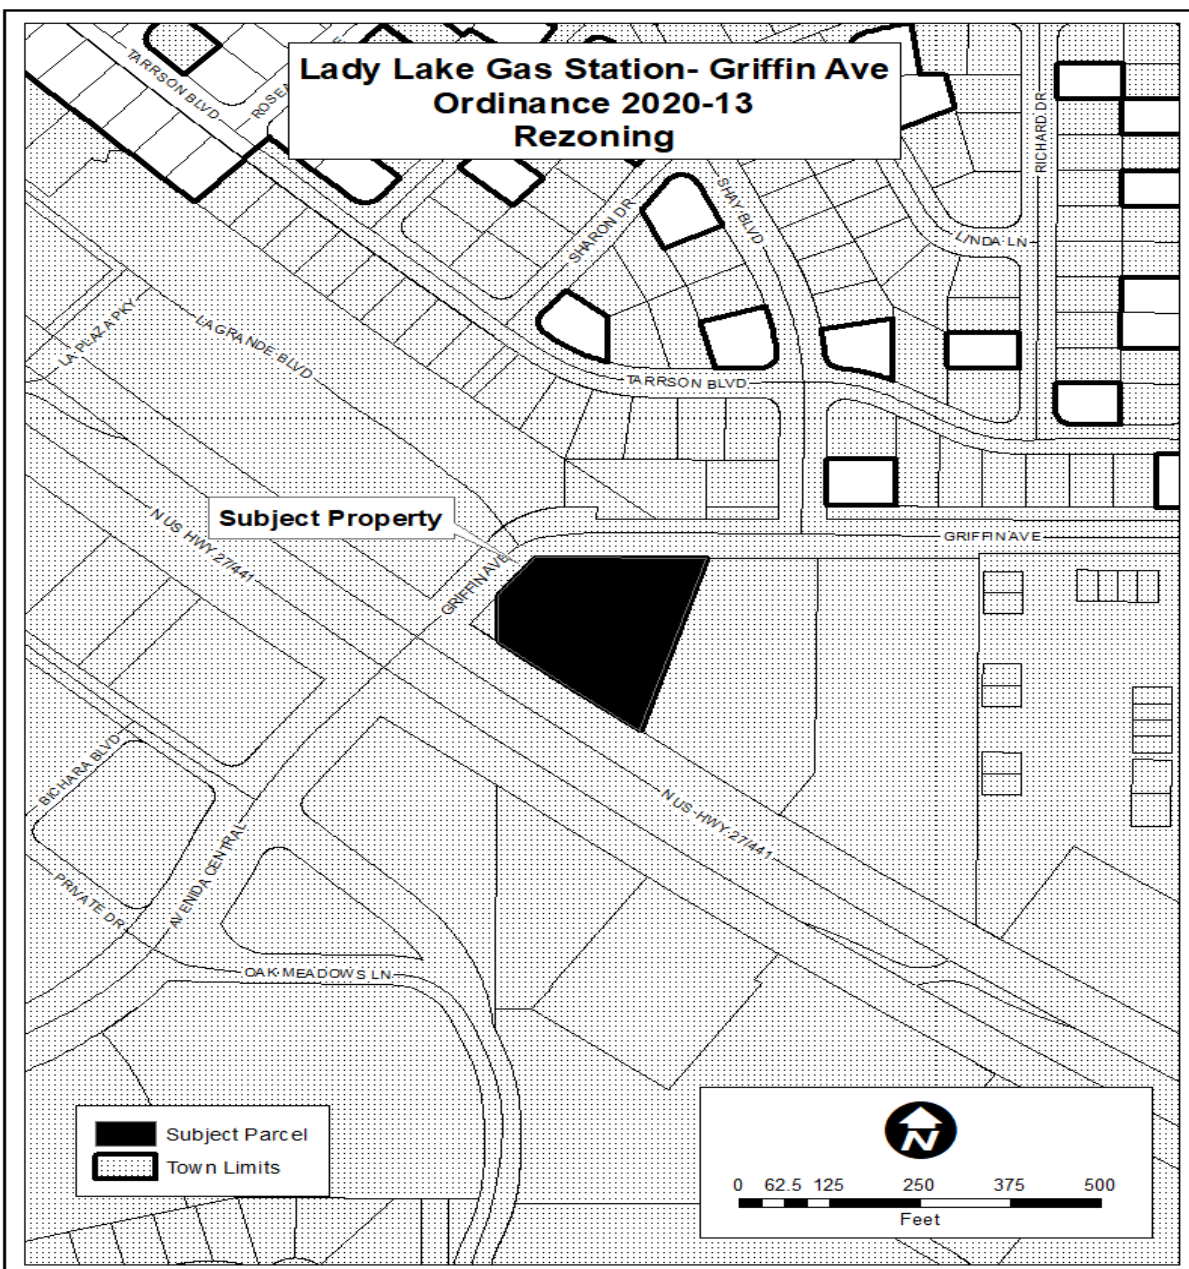 Lady Lake Gas Station- Griffin Ave
Ordinance 2020-13
Rezoning
TARRSON BLVD
SHARON DR
SHAY BLVD
RICHARD DR
LINDA LN
LA PLAZA PKY
LAGRANDE BLVD
TARRSON BLVD
Subject Property
N US HWY 27/441
GRIFFIN AVE
GRIFFIN AVE
BICHARA BLVD
N US HWY 27/441
AVENIDA CENTRAL
PRIVATE DR
OAK MEADOWS LN
Subject Parcel
Town Limits
N
0 62.5 125 250 375 500
Feet